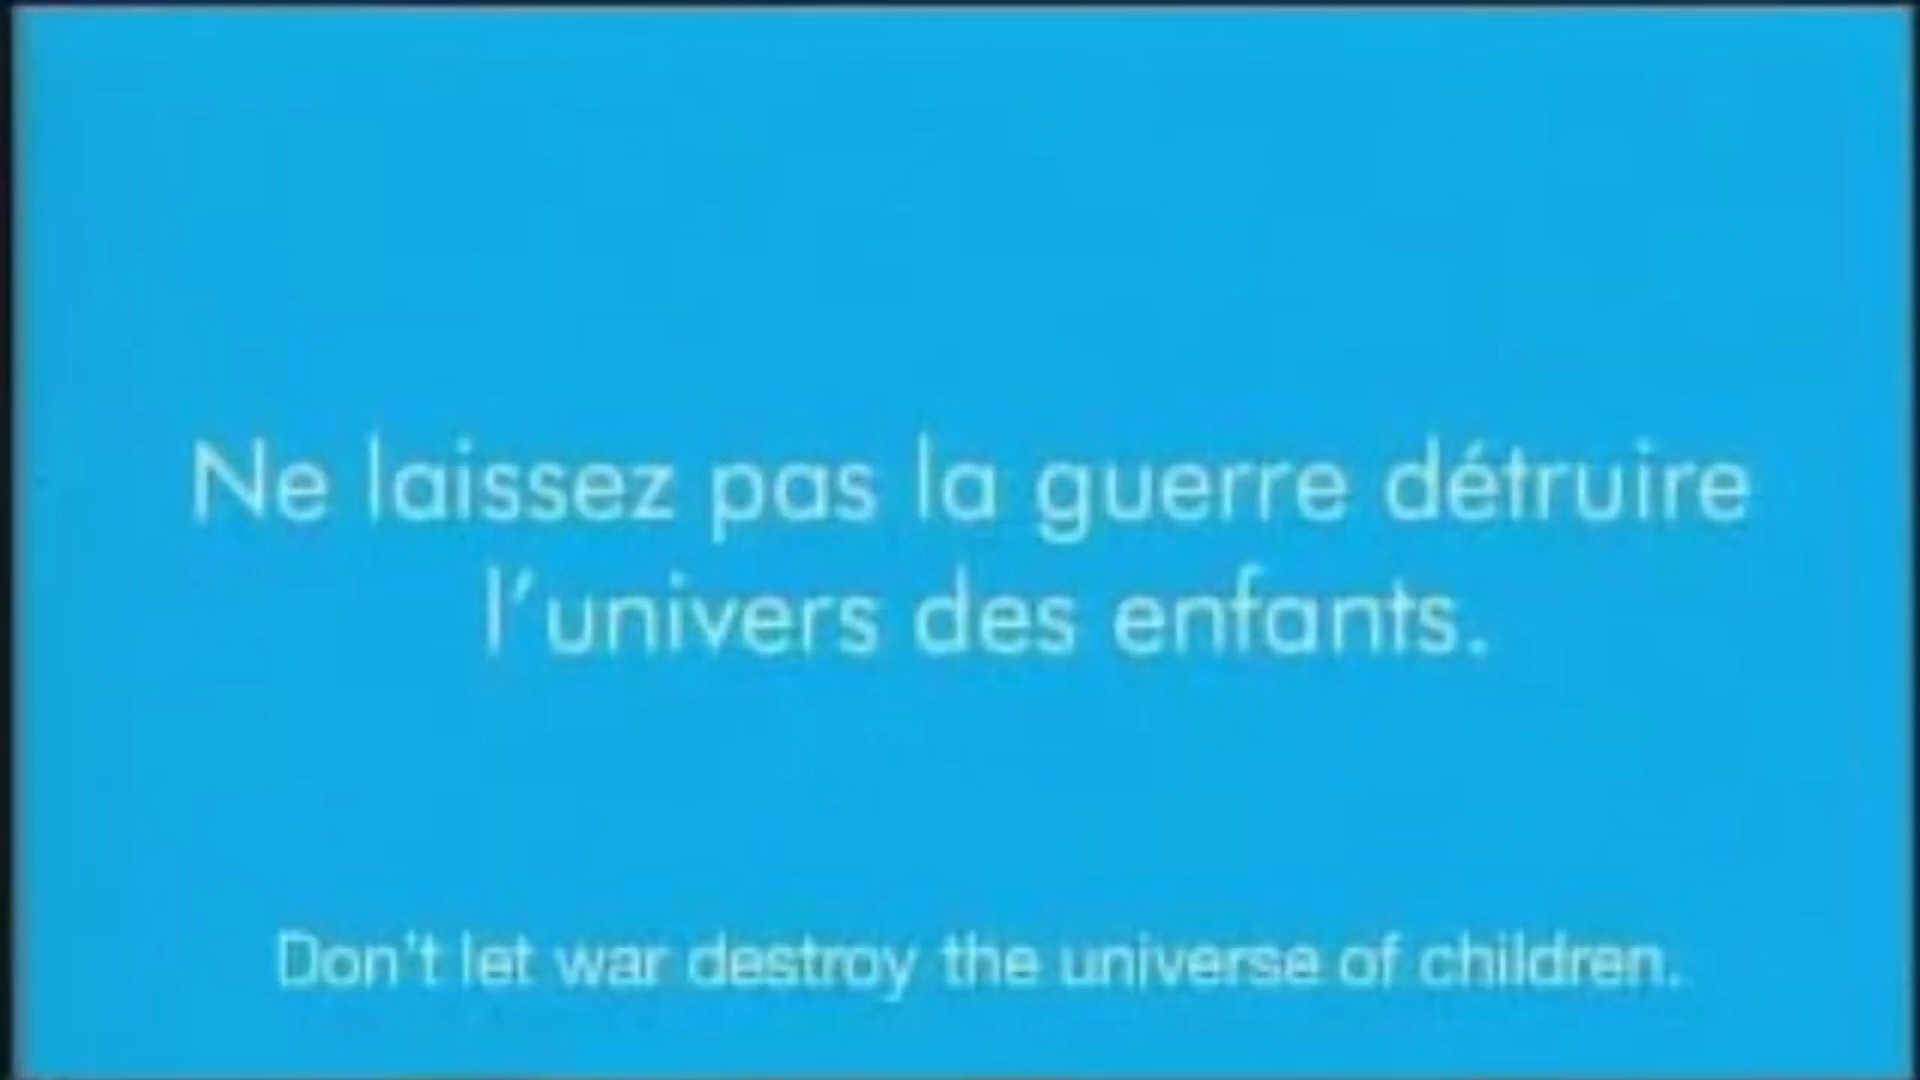 Ne laissez pas la guerre détruire
l'univers des enfants.
Don't let war destroy the universe of children.